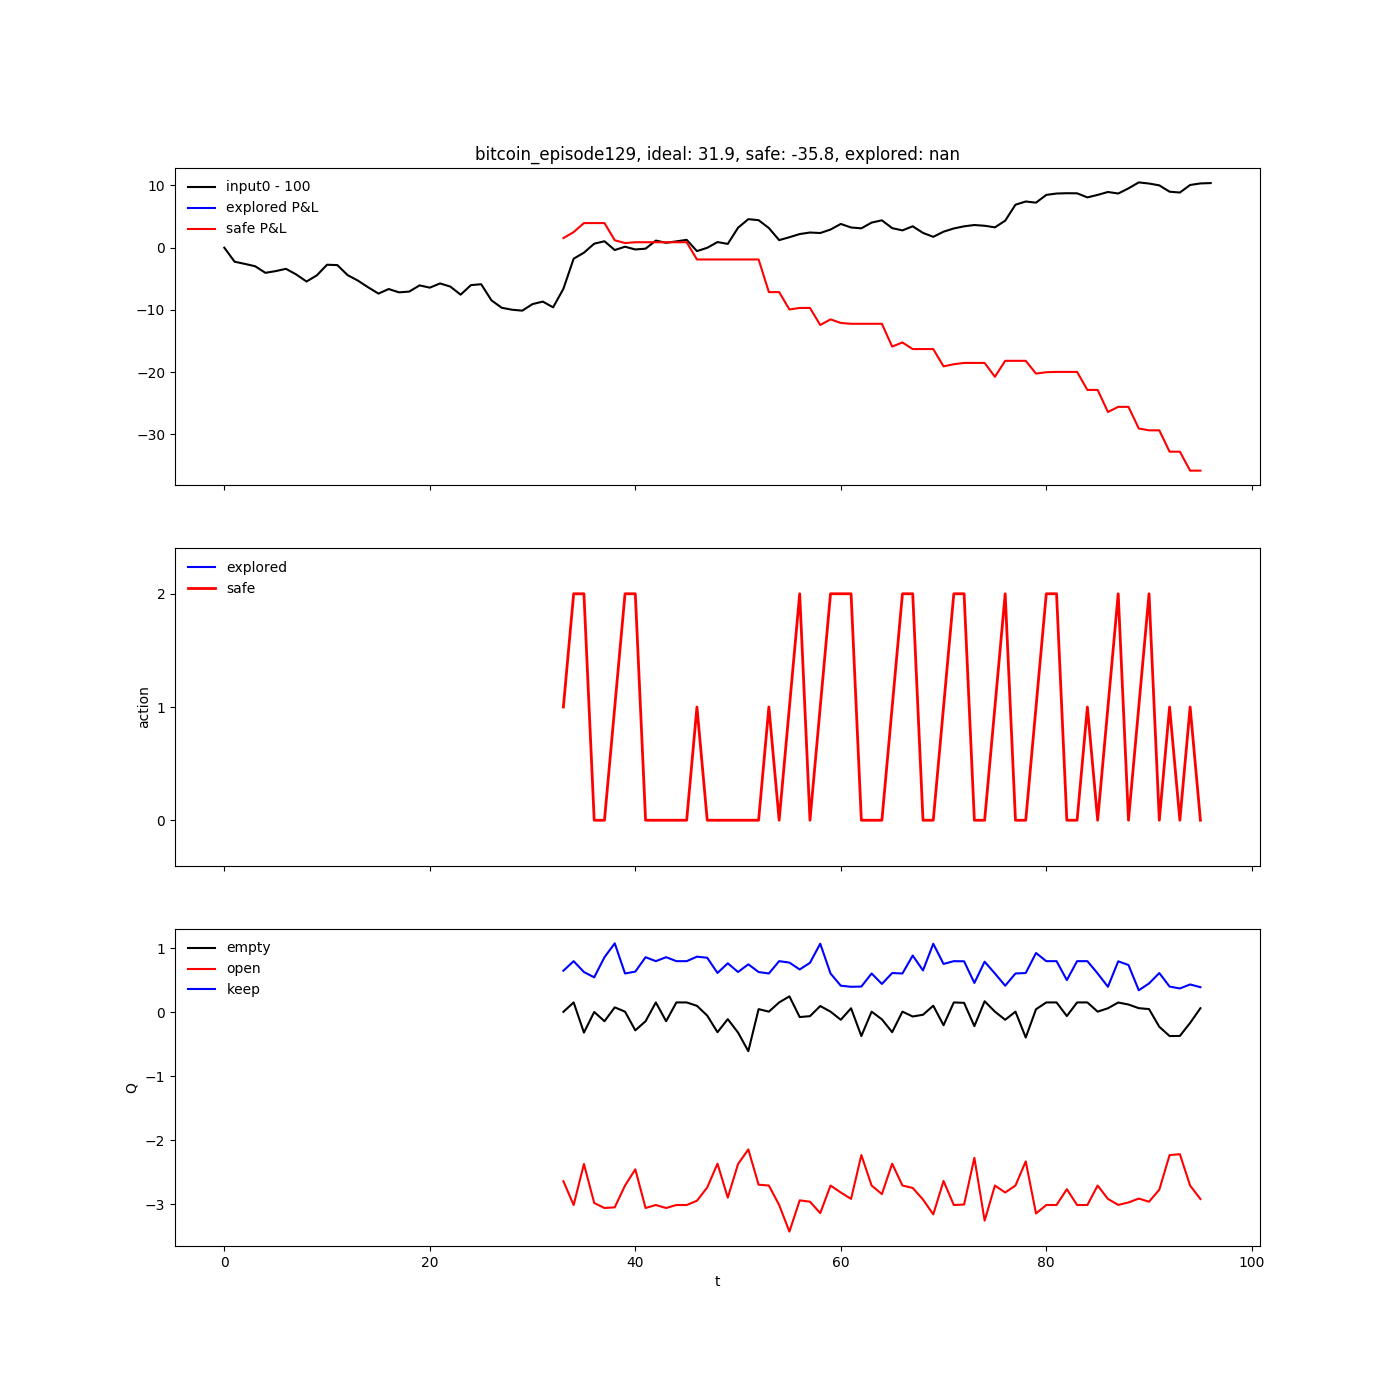 bitcoin_episode129, ideal: 31.9, safe: -35.8, explored: nan
input0 - 100
explored P&L
safe P&L
10
0
−10
−20
−30
explored
safe
2
1
0
action
empty
open
keep
1
0
−1
−2
−3
Q
0 20 40 60 80 100
t